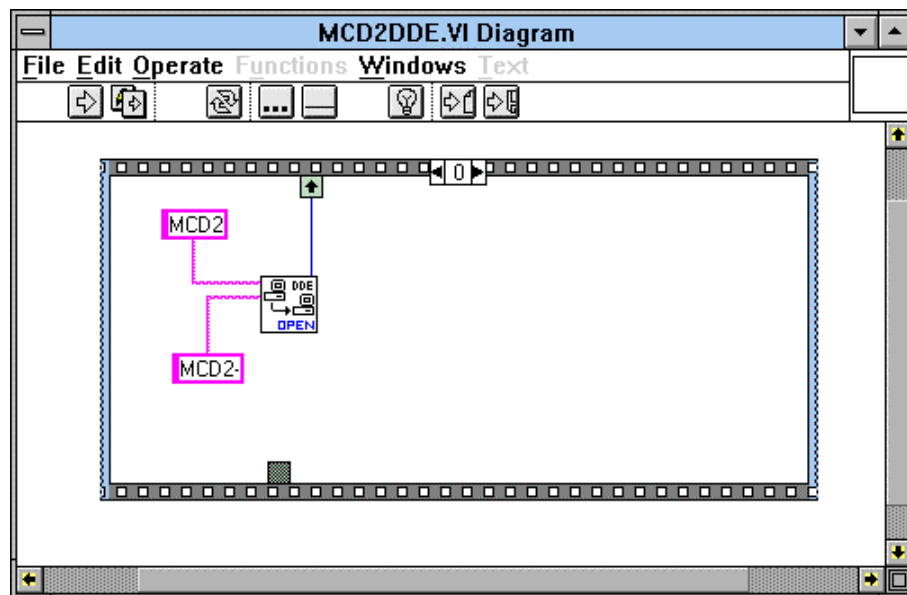 MCD2DDE.VI Diagram
File Edit Operate Functions Windows Text
...
0
MCD2
DDE
OPEN
MCD2-